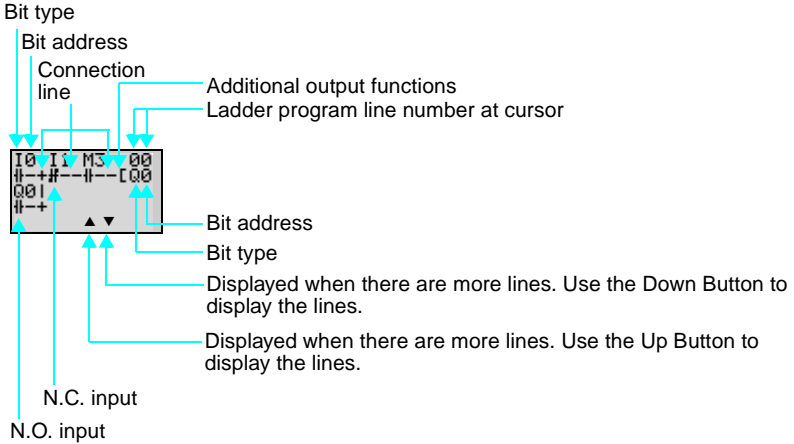 Bit type
Bit address
Connection
line
Additional output functions
Ladder program line number at cursor
I0 I1 M3 00
[Q0
Q0
Bit address
Bit type
Displayed when there are more lines. Use the Down Button to
display the lines.
Displayed when there are more lines. Use the Up Button to
display the lines.
N.C. input
N.O. input